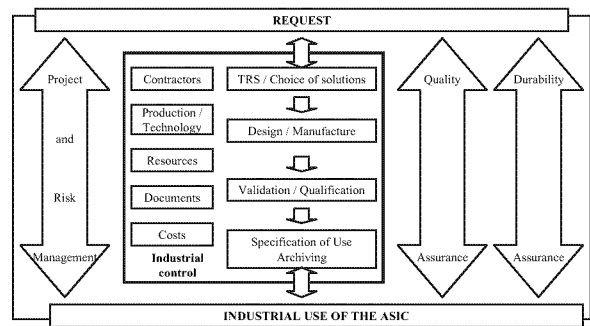 REQUEST
Project
and
Risk
Management
Contractors
Production /
Technology
Resources
Documents
Costs
Industrial
control
TRS / Choice of solutions
Design / Manufacture
Validation / Qualification
Specification of Use
Archiving
Quality
Assurance
Durability
Assurance
INDUSTRIAL USE OF THE ASIC